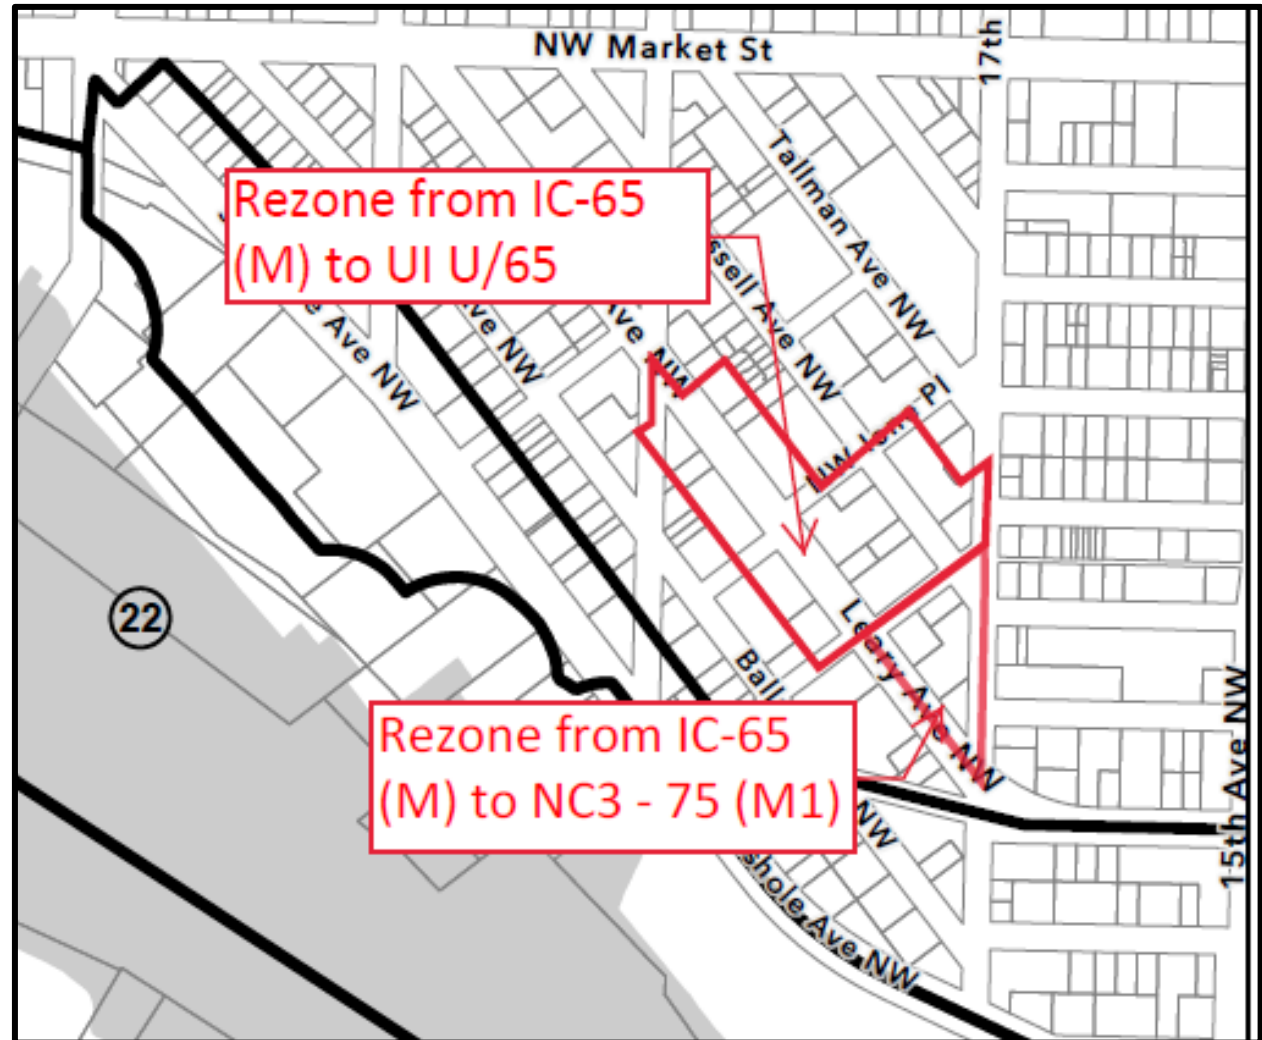 NW Market St
17th
Tallman Ave NW
Rezone from IC-65
(M) to UI U/65
ssell Ave NW
Ave NW
Ave NW
e Ave NW
NW Pl
22
Leary Ave NW
Ball
Rezone from IC-65
(M) to NC3 - 75 (M1)
NW
shole Ave NW
15th Ave NW